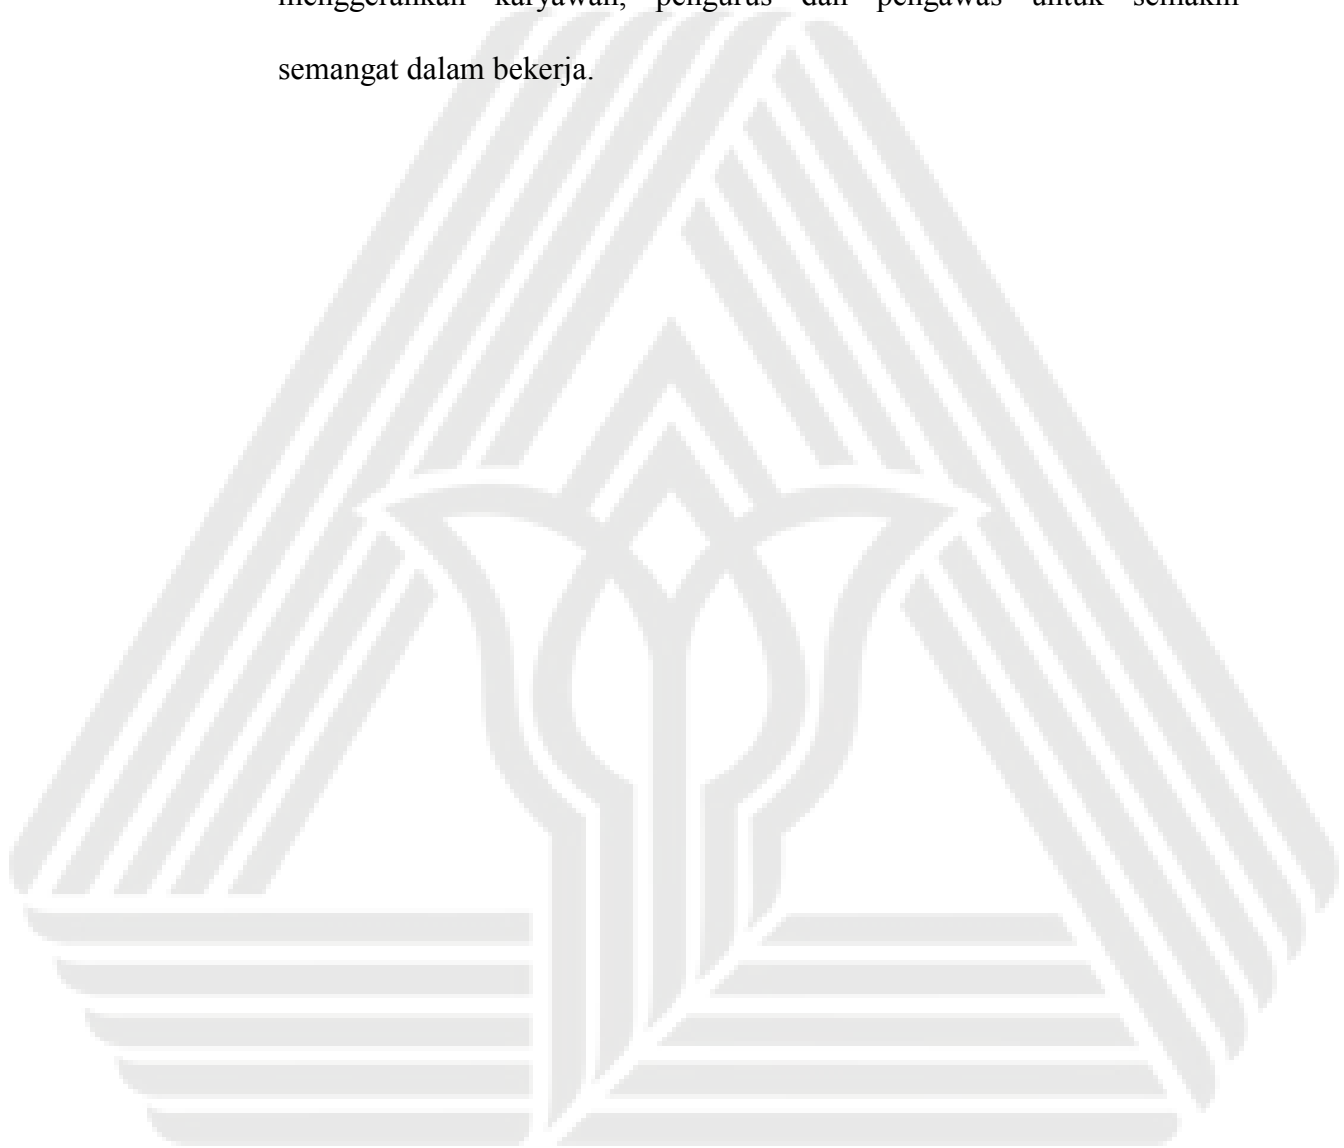 menggerakkan karyawan, pengurus dan pengawas untuk semakin
semangat dalam bekerja.